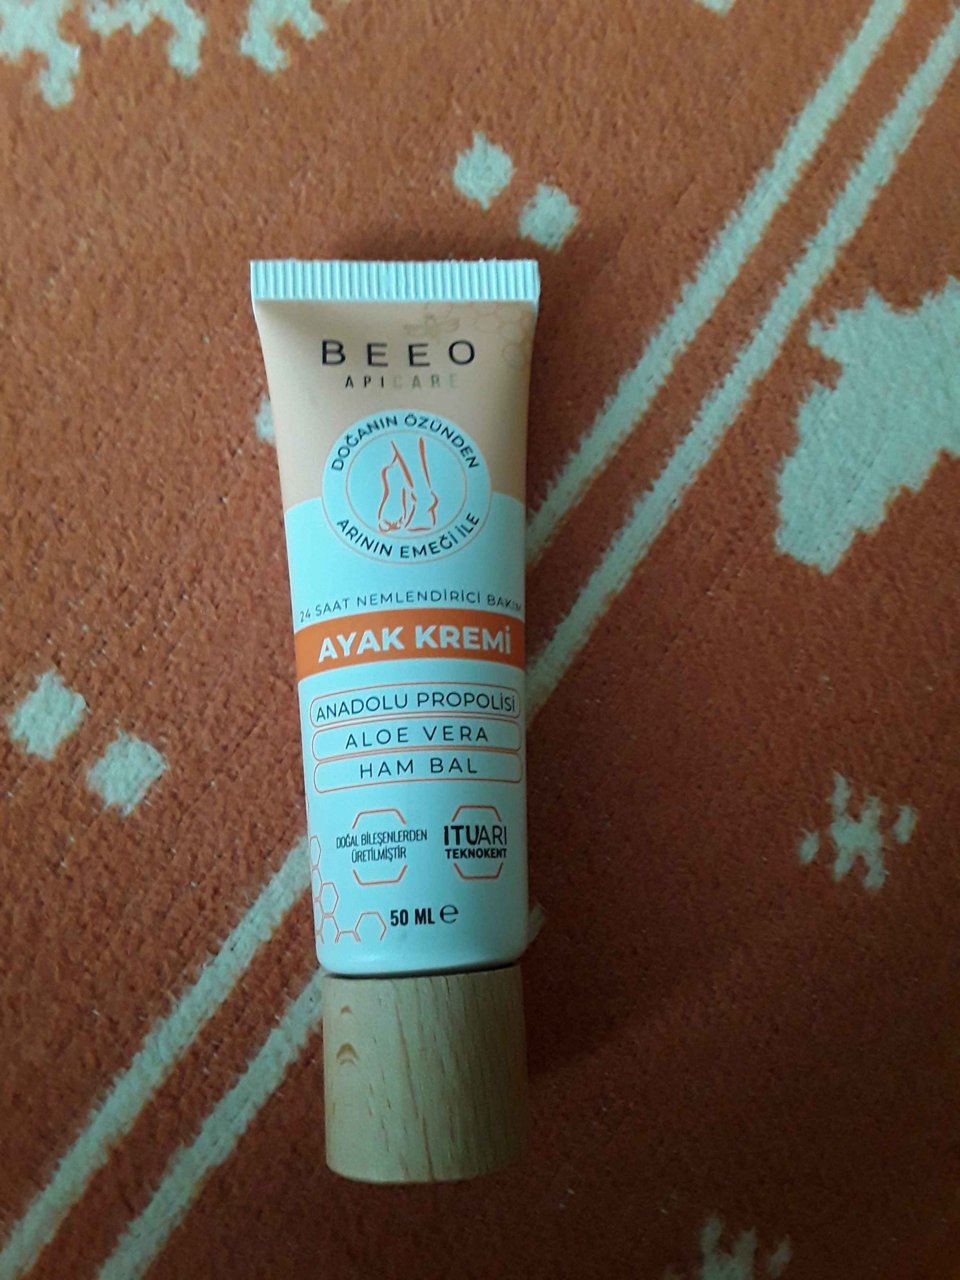 BEEO
APICARE
DOĞANIN ÖZÜNDEN
ARININ EMEĞİ İLE
24 SAAT NEMLENDİRİCİ BAKIM
AYAK KREMİ
ANADOLU PROPOLİSİ
ALOE VERA
HAM BAL
DOĞAL BİLEŞENLERDEN
ÜRETİLMİŞTİR
ITUARI
TEKNOKENT
50 ML ℮